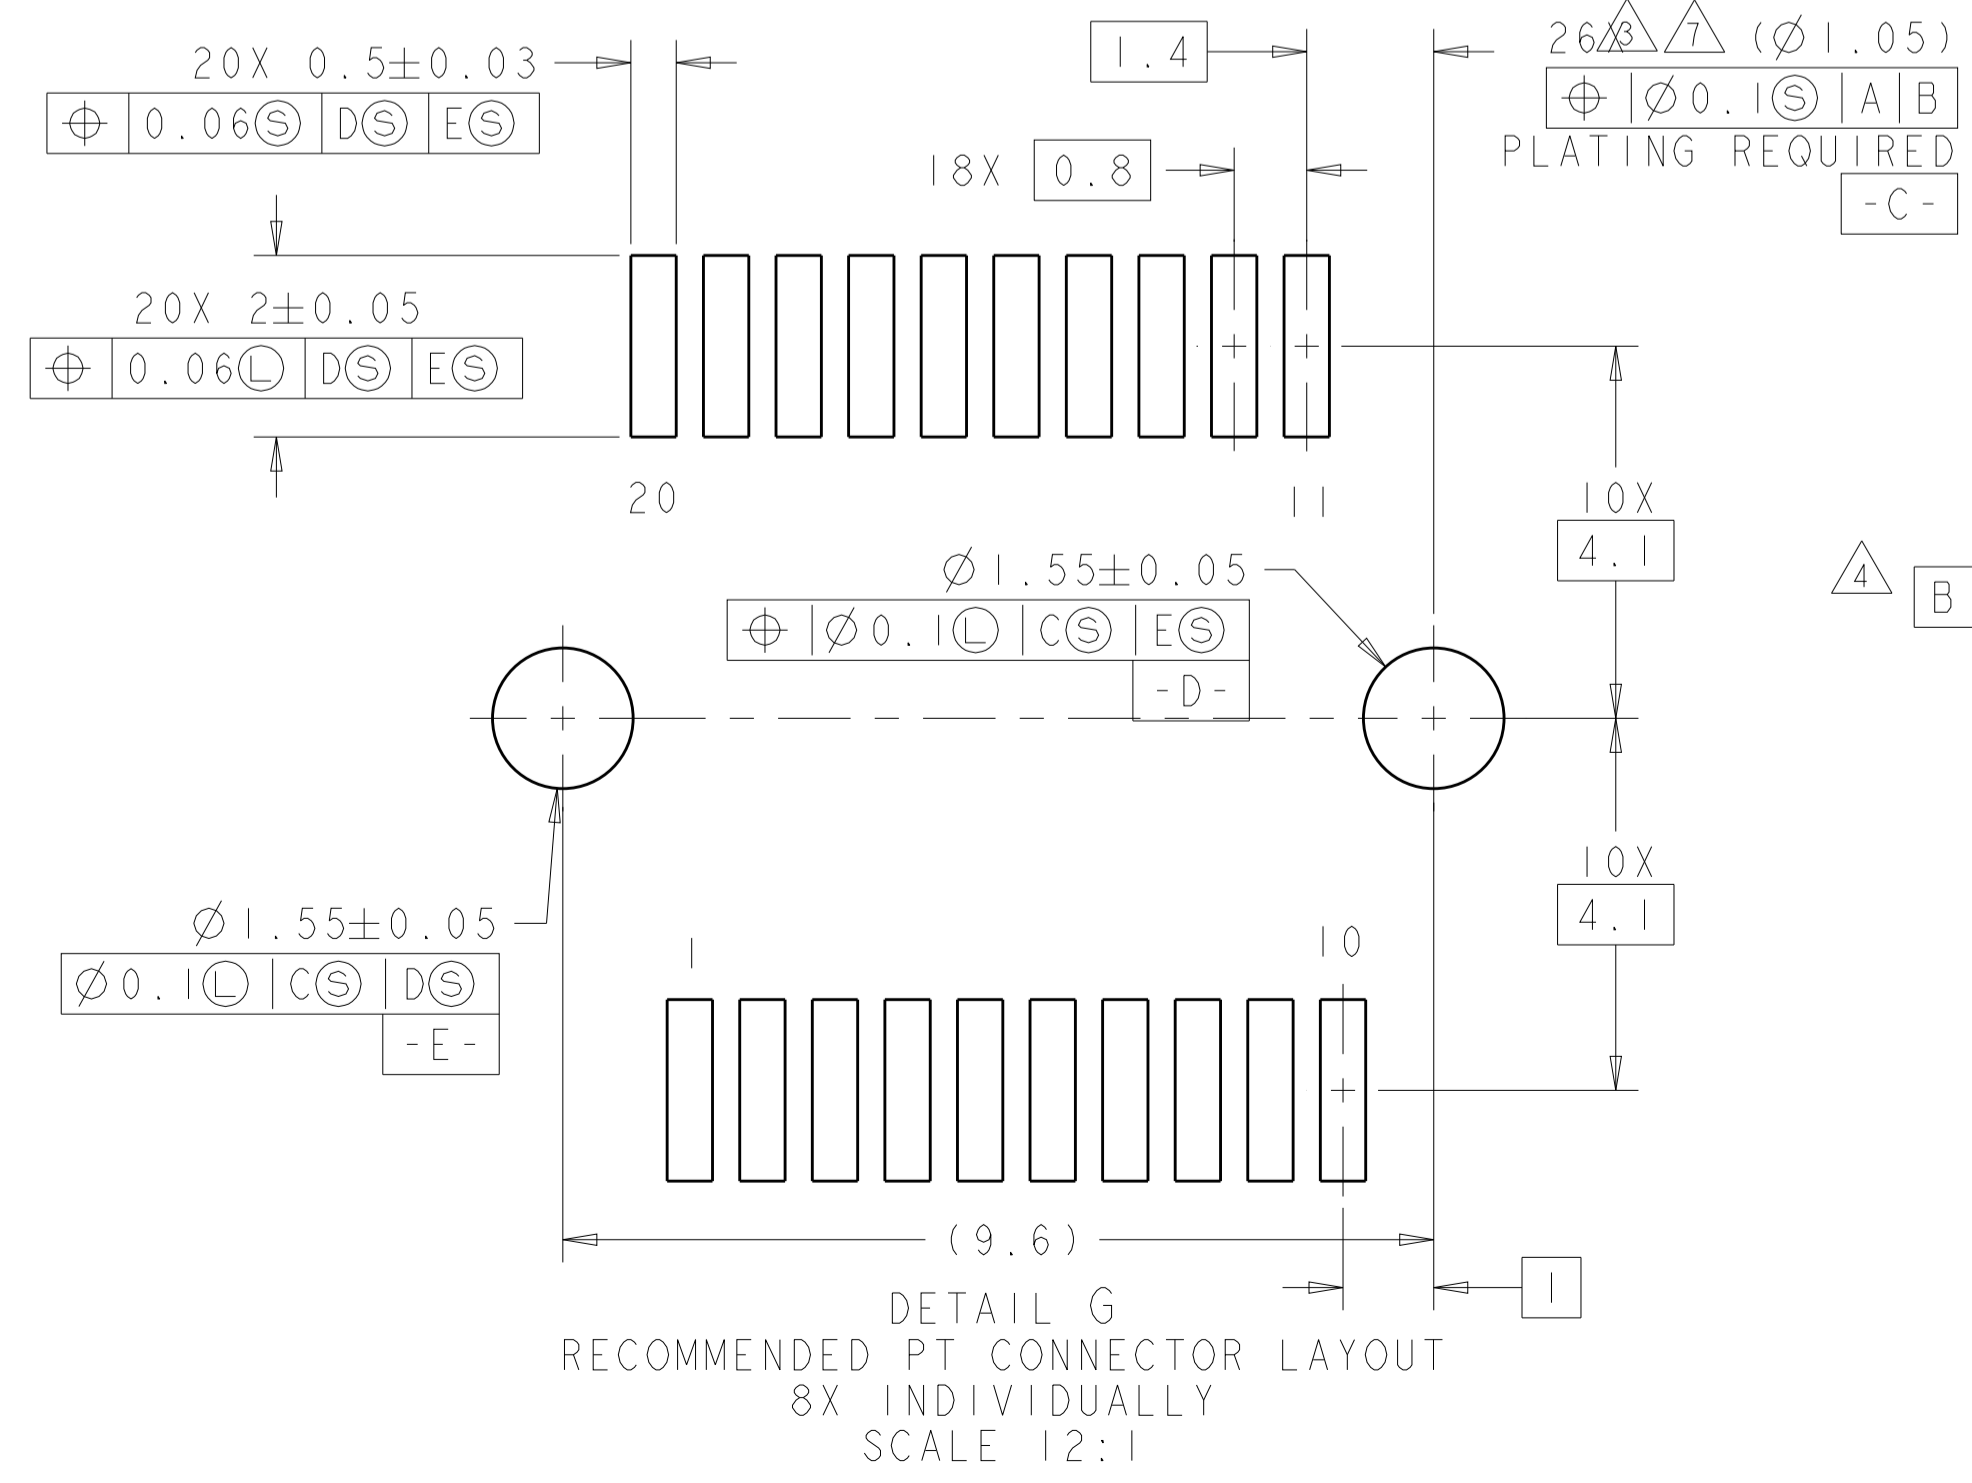 20X 0.5±0.03
⌖ 0.06Ⓢ DⓈ EⓈ
1.4
26X 3 7 (Ø1.05)
⌖ Ø0.1Ⓢ A B
PLATING REQUIRED
-C-
18X 0.8
20X 2±0.05
⌖ 0.06Ⓛ DⓈ EⓈ
20
11
10X
4.1
4
B
Ø1.55±0.05
⌖ Ø0.1Ⓛ CⓈ EⓈ
-D-
10X
4.1
Ø1.55±0.05
Ø0.1Ⓛ CⓈ DⓈ
-E-
1
10
(9.6)
1
DETAIL G
RECOMMENDED PT CONNECTOR LAYOUT
8X INDIVIDUALLY
SCALE 12:1